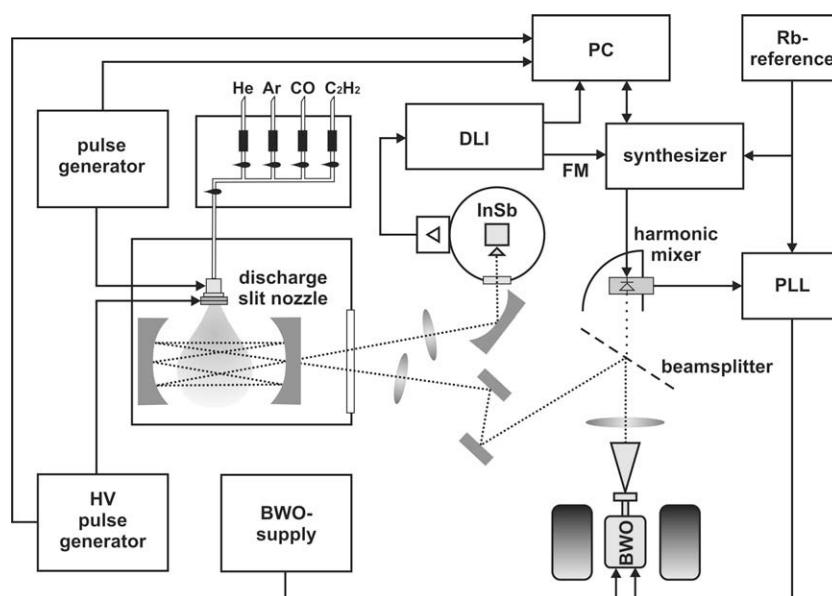 PC
Rb-
reference
He Ar CO C₂H₂
pulse
generator
DLI
FM
synthesizer
InSb
harmonic
mixer
discharge
slit nozzle
PLL
beamsplitter
HV
pulse
generator
BWO-
supply
BWO